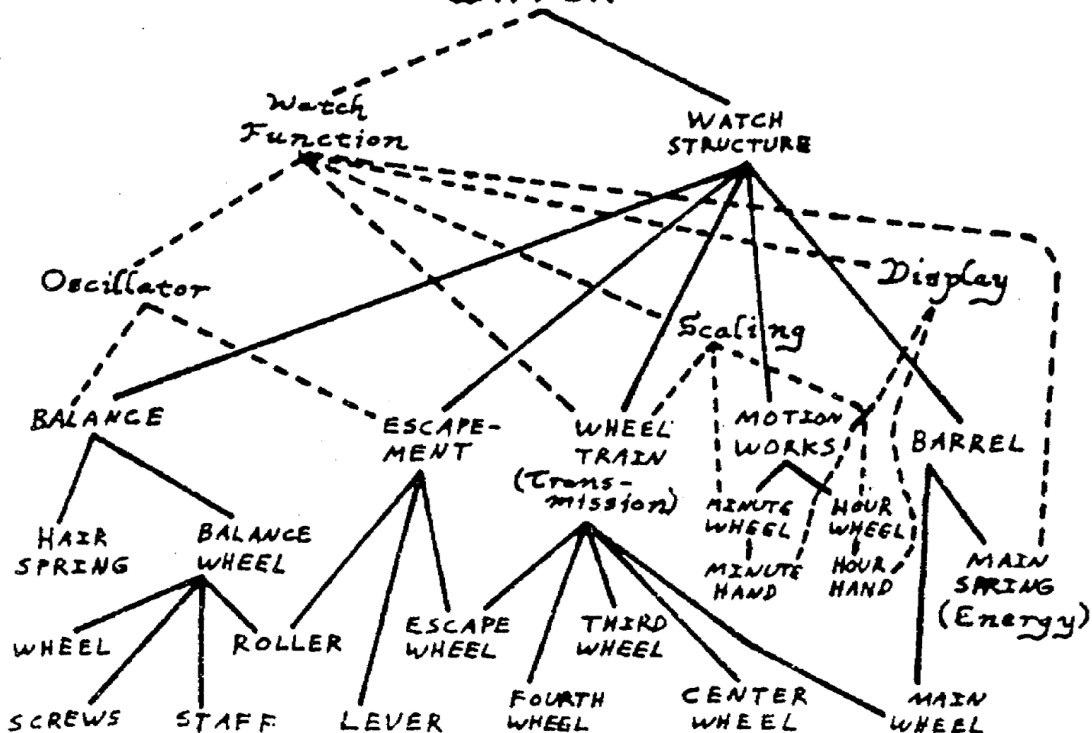 Watch
Function
WATCH
STRUCTURE
Oscillator
Display
Scaling
BALANCE
ESCAPE-
MENT
WHEEL
TRAIN
(Trans-
mission)
MOTION
WORKS
BARREL
HAIR
SPRING
BALANCE
WHEEL
MINUTE
WHEEL
HOUR
WHEEL
MINUTE
HAND
HOUR
HAND
MAIN
SPRING
(Energy)
WHEEL
ROLLER
ESCAPE
WHEEL
THIRD
WHEEL
SCREWS
STAFF
LEVER
FOURTH
WHEEL
CENTER
WHEEL
MAIN
WHEEL